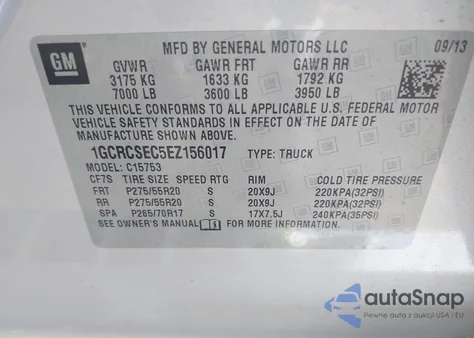 GM
MFD BY GENERAL MOTORS LLC 09/13
GVWR GAWR FRT GAWR RR
3175 KG 1633 KG 1792 KG
7000 LB 3600 LB 3950 LB
THIS VEHICLE CONFORMS TO ALL APPLICABLE U.S. FEDERAL MOTOR
VEHICLE SAFETY STANDARDS IN EFFECT ON THE DATE OF
MANUFACTURE SHOWN ABOVE.
1GCRCSEC5EZ156017 TYPE: TRUCK
MODEL: C15753
CF7S TIRE SIZE SPEED RTG RIM COLD TIRE PRESSURE
FRT P275/55R20 S 20X9J 220KPA(32PSI)
RR P275/55R20 S 20X9J 220KPA(32PSI)
SPA P265/70R17 S 17X7.5J 240KPA(35PSI)
SEE OWNER'S MANUAL FOR MORE INFORMATION.
autoSnap
Pewne auta z USA i EU